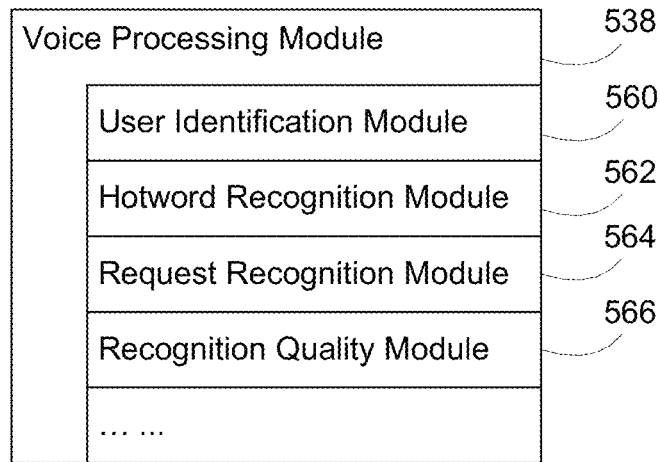 538
Voice Processing Module
560
User Identification Module
562
Hotword Recognition Module
564
Request Recognition Module
566
Recognition Quality Module
... ...